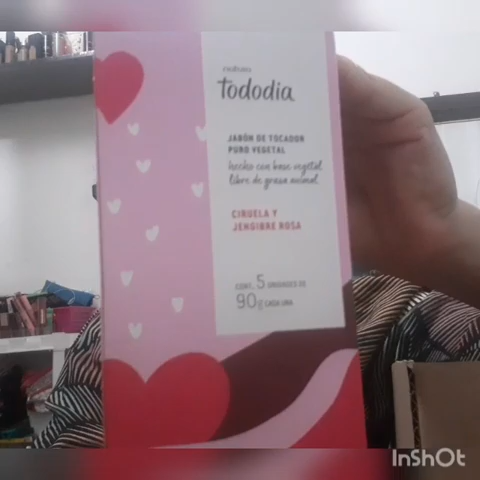 natura
tododia
JABÓN DE TOCADOR
PURO VEGETAL
hecho con base vegetal
libre de grasa animal
CIRUELA Y
JENGIBRE ROSA
CONT. 5 UNIDADES DE
90g CADA UNA
InShOt